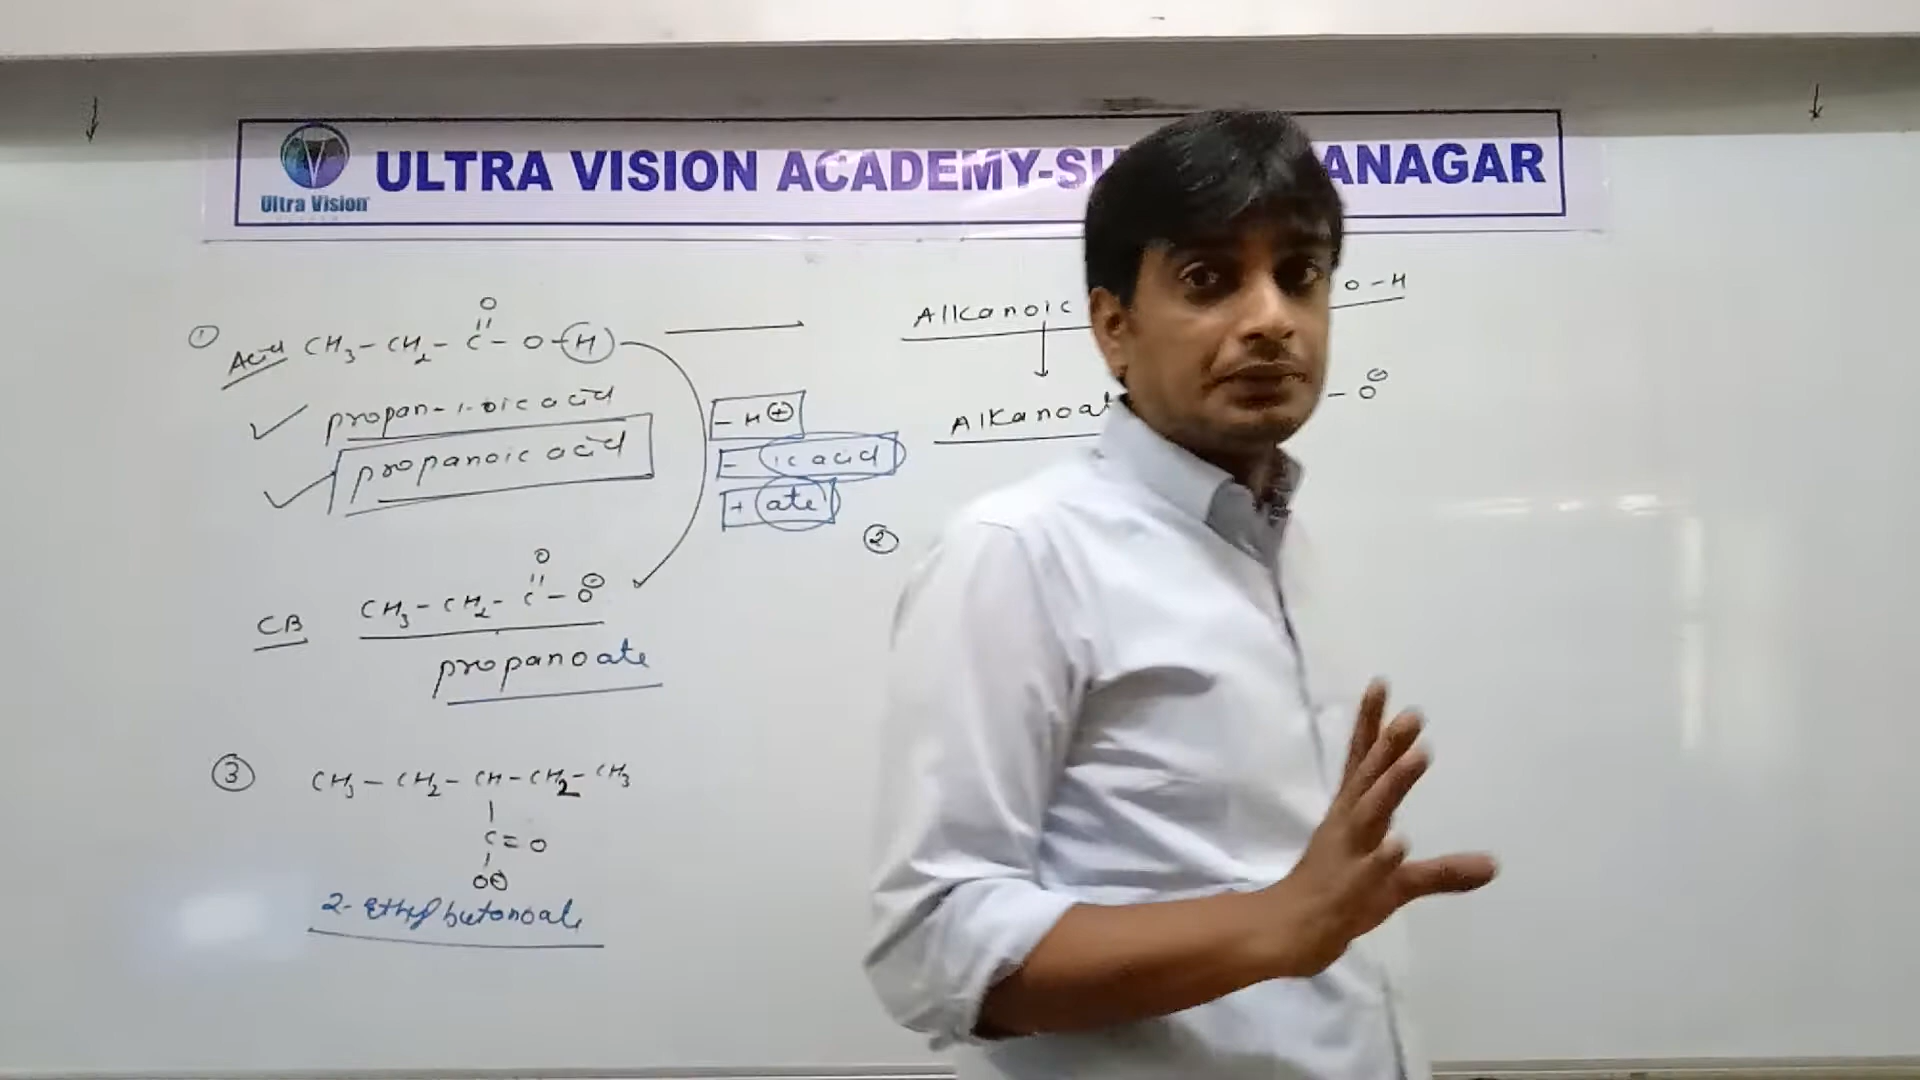 ULTRA VISION ACADEMY-SU ANAGAR
Ultra Vision
① Acid CH₃-CH₂-C-O-H
O
propan-1-oic acid
propanoic acid
- H⊕
- ic acid
+ ate
CB CH₃-CH₂-C-O⊖
O
propanoate
Alkanoic
O-H
Alkanoat
-O⊖
②
③ CH₃-CH₂-CH-CH₂-CH₃
C=O
O⊖
2-Ethyl butanoate